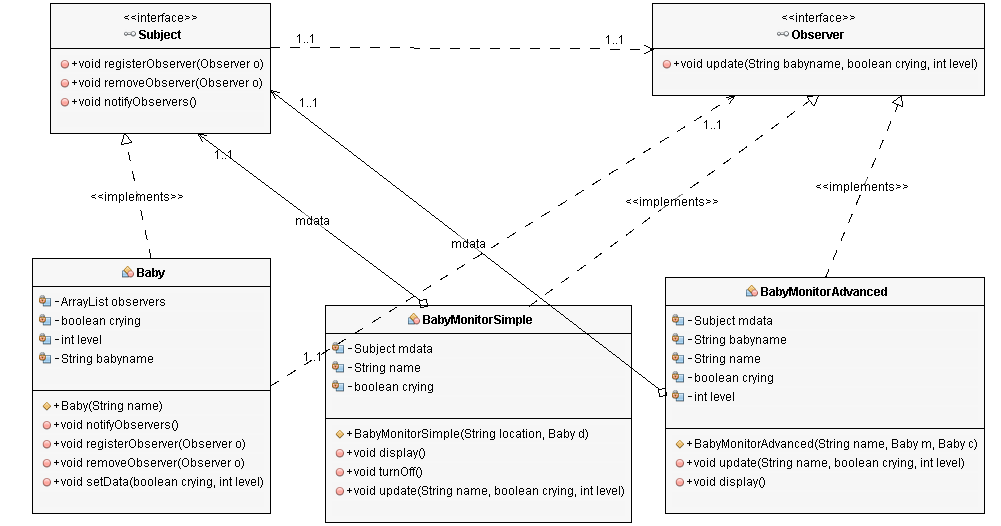 <<interface>>
Subject
+void registerObserver(Observer o)
+void removeObserver(Observer o)
+void notifyObservers()
1..1
1..1
<<interface>>
Observer
+void update(String babyname, boolean crying, int level)
1..1
1..1
1..1
<<implements>>
<<implements>>
<<implements>>
mdata
mdata
Baby
-ArrayList observers
-boolean crying
-int level
-String babyname
+Baby(String name)
+void notifyObservers()
+void registerObserver(Observer o)
+void removeObserver(Observer o)
+void setData(boolean crying, int level)
1..1
BabyMonitorSimple
-Subject mdata
-String name
-boolean crying
+BabyMonitorSimple(String location, Baby d)
+void display()
+void turnOff()
+void update(String name, boolean crying, int level)
BabyMonitorAdvanced
-Subject mdata
-String babyname
-String name
-boolean crying
-int level
+BabyMonitorAdvanced(String name, Baby m, Baby c)
+void update(String name, boolean crying, int level)
+void display()